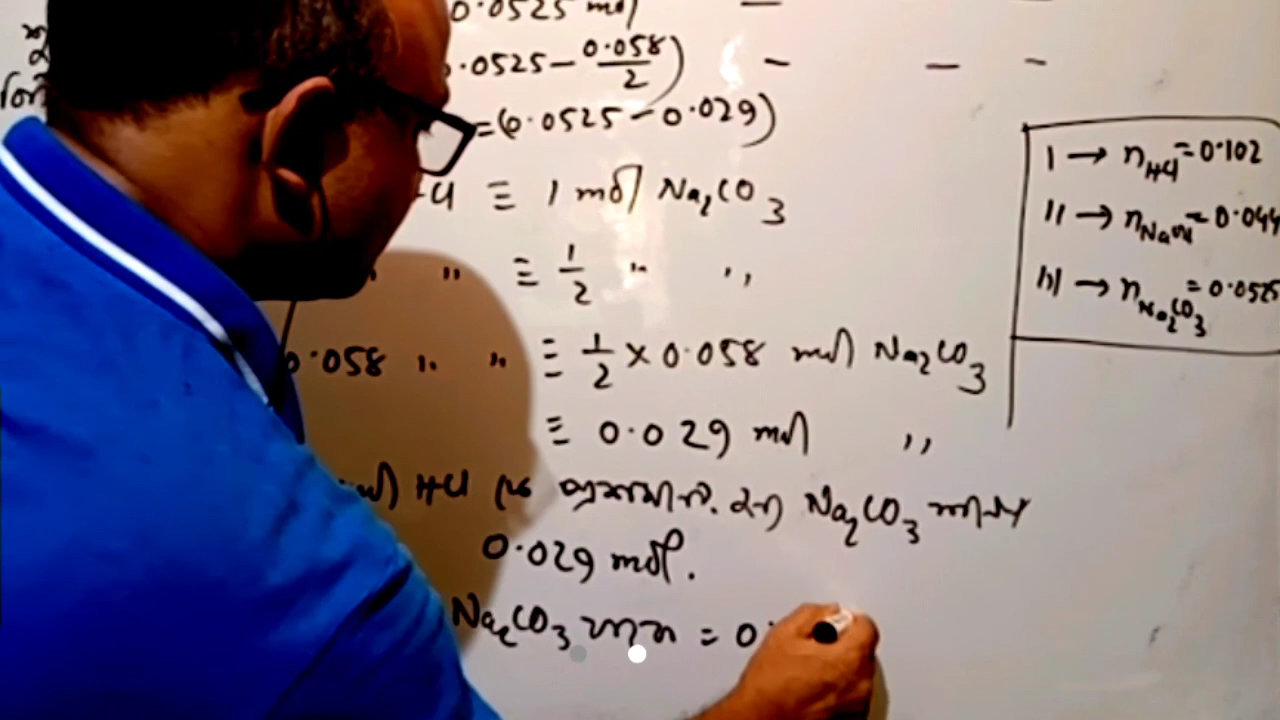 0.0525 mol —
.0525 - 0.058/2) — — —
= (0.0525 - 0.029)
Cl ≡ 1 mol Na₂CO₃
" " ≡ 1/2 " "
0.058 " " ≡ 1/2 × 0.058 mol Na₂CO₃
≡ 0.029 mol "
HCl কে প্রশমিত Na₂CO₃
0.029 mol.
Na₂CO₃ = 0.
I → nHCl = 0.102
II → nNaOH = 0.044
III → nNa₂CO₃ = 0.0525